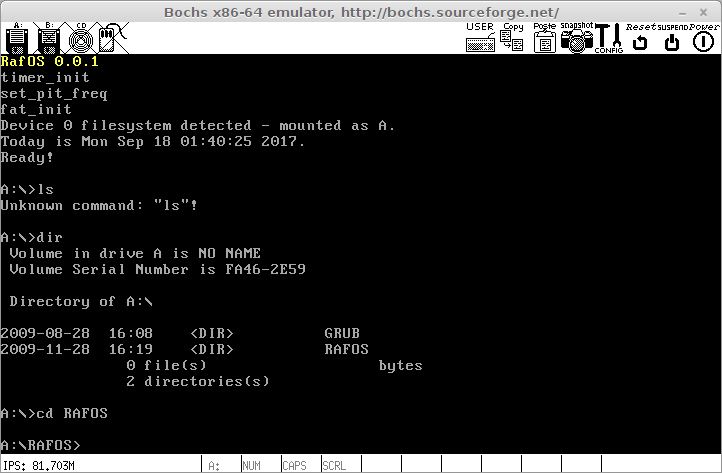 Bochs x86-64 emulator, http://bochs.sourceforge.net/
A: B: CD USER Copy Paste snapshot CONFIG Reset SUSPEND Power
RafOS 0.0.1
timer_init
set_pit_freq
fat_init
Device 0 filesystem detected - mounted as A.
Today is Mon Sep 18 01:40:25 2017.
Ready!
A:\>ls
Unknown command: "ls"!
A:\>dir
Volume in drive A is NO NAME
Volume Serial Number is FA46-2E59
Directory of A:\
2009-08-28 16:08 <DIR> GRUB
2009-11-28 16:19 <DIR> RAFOS
0 file(s) bytes
2 directories(s)
A:\>cd RAFOS
A:\RAFOS>
IPS: 81.703M A: NUM CAPS SCRL